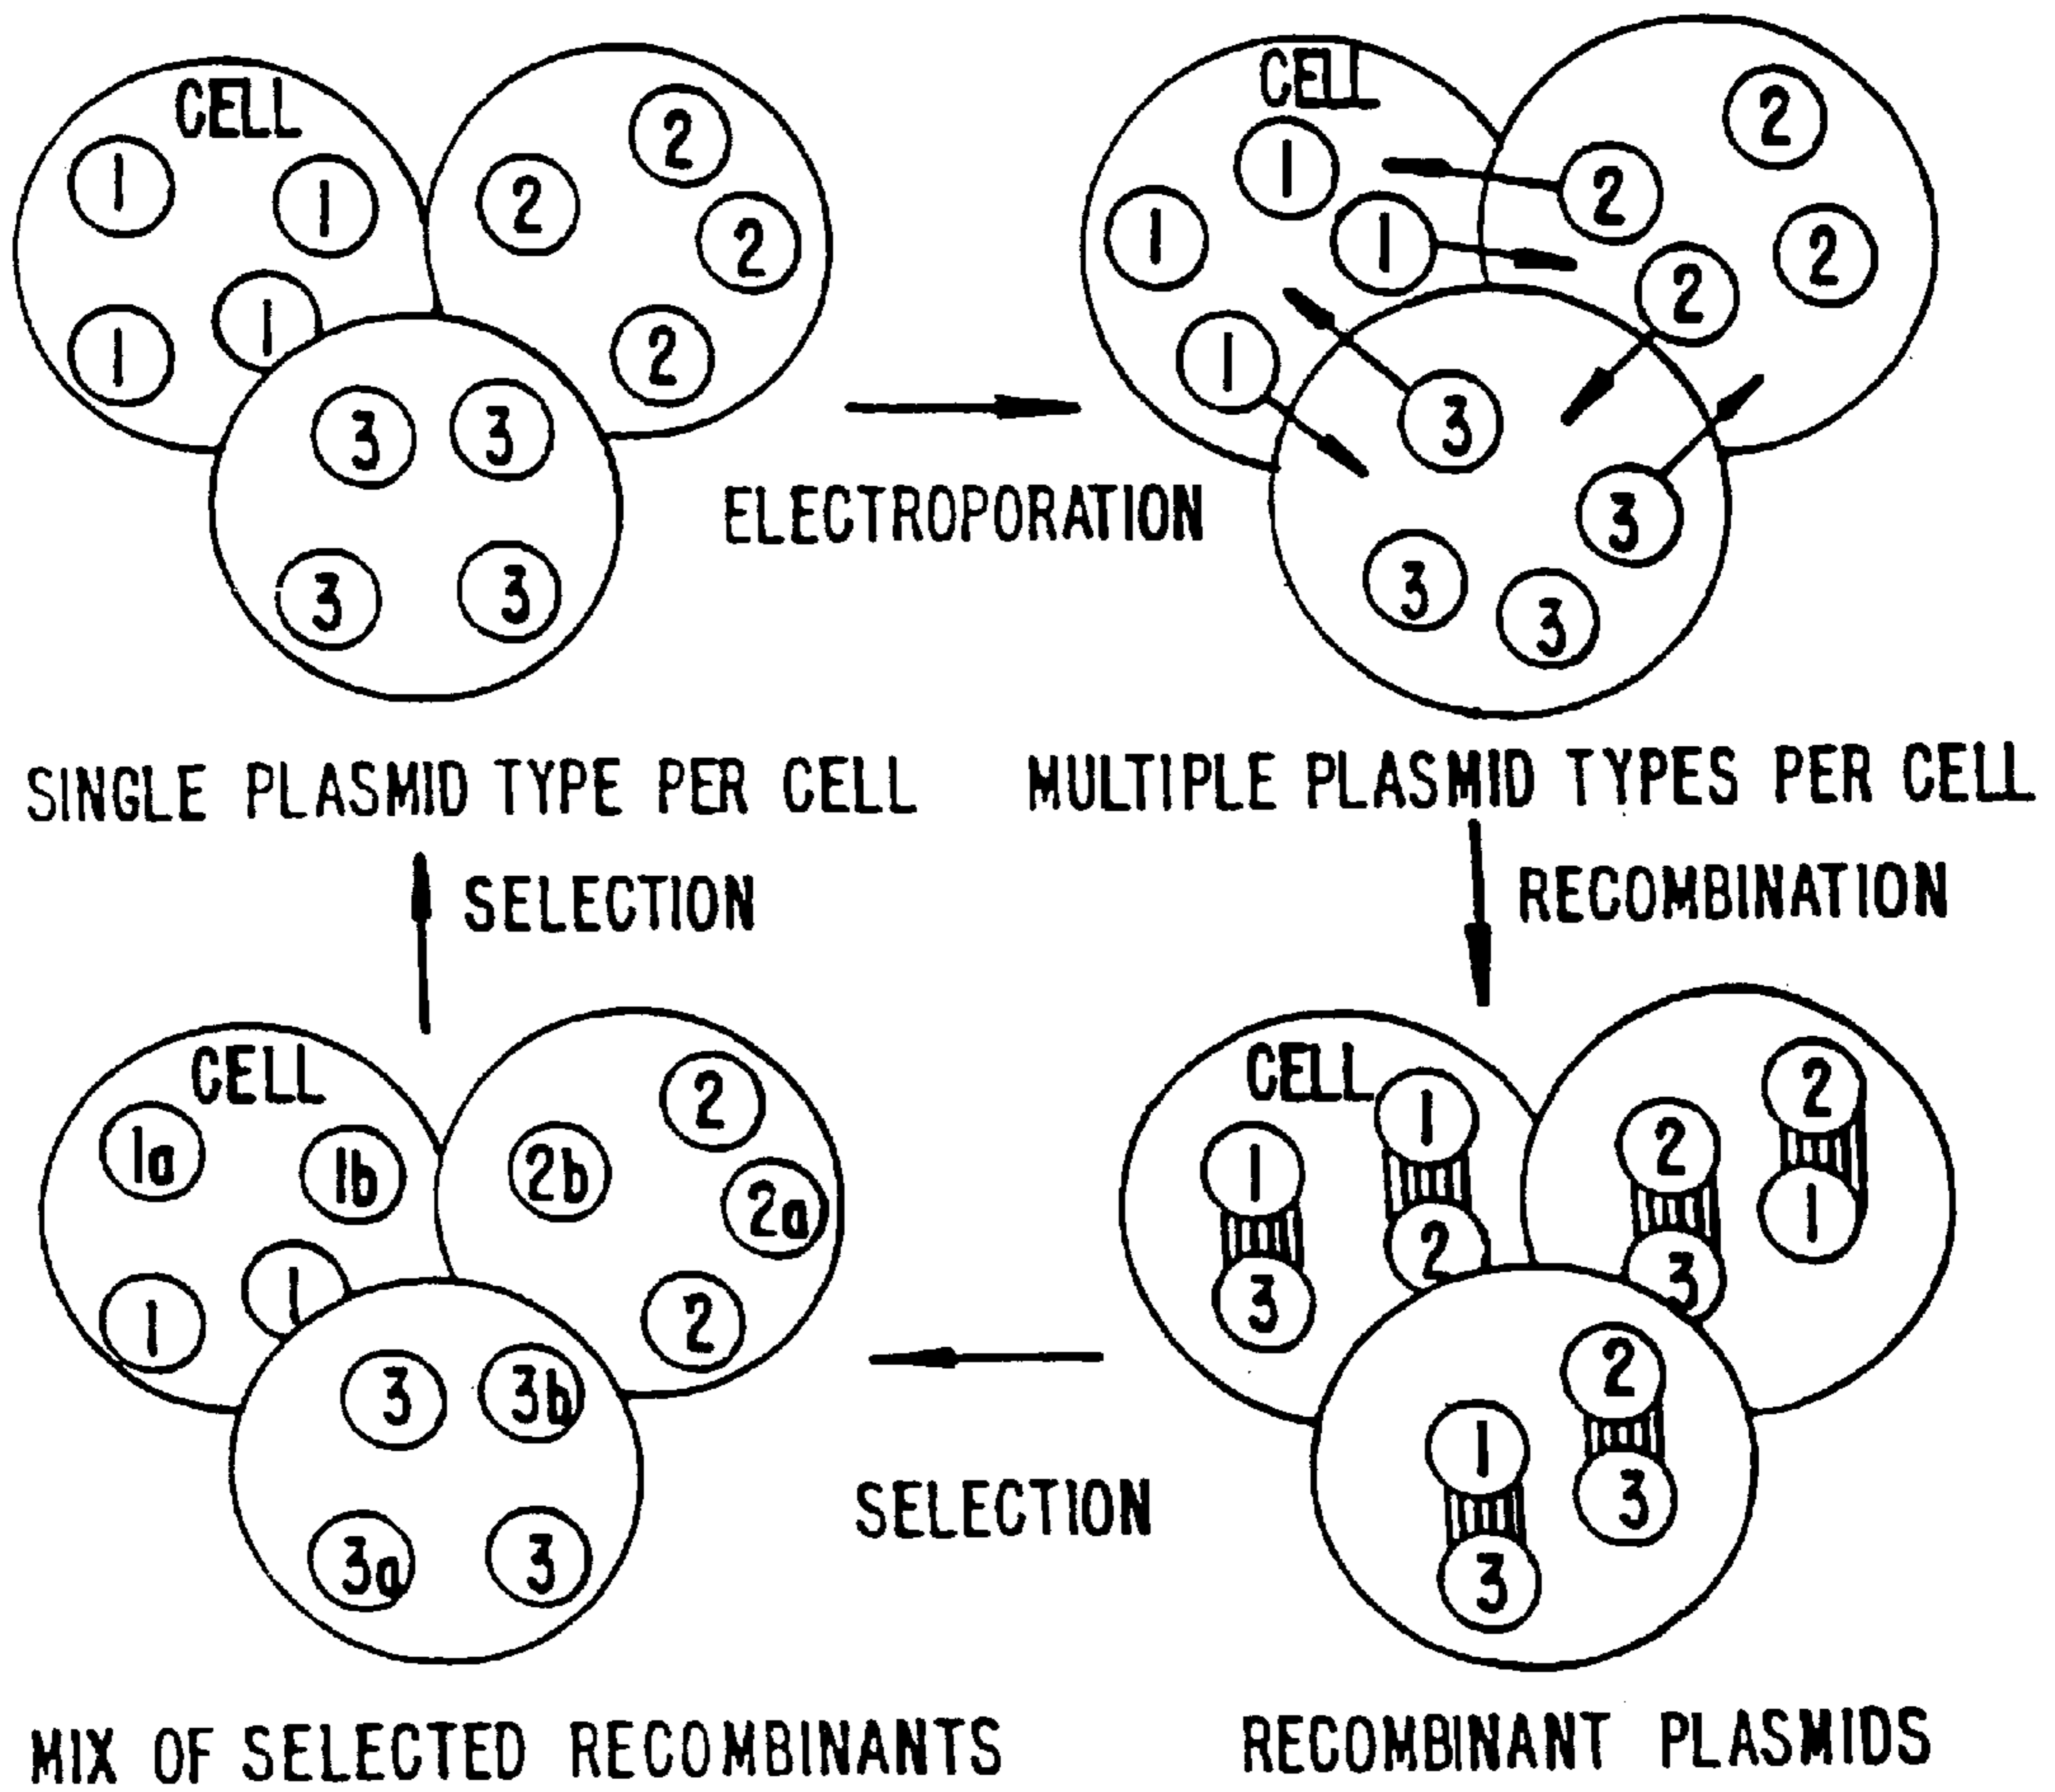 CELL
1
1
1
1
2
2
2
2
3
3
3
3
SINGLE PLASMID TYPE PER CELL
ELECTROPORATION
CELL
1
1
1
1
2
2
2
2
3
3
3
3
MULTIPLE PLASMID TYPES PER CELL
RECOMBINATION
CELL
1
3
1
2
2
3
2
1
1
3
2
3
RECOMBINANT PLASMIDS
SELECTION
CELL
1a
1b
1
1
2
2b
2a
2
3
3b
3a
3
MIX OF SELECTED RECOMBINANTS
SELECTION